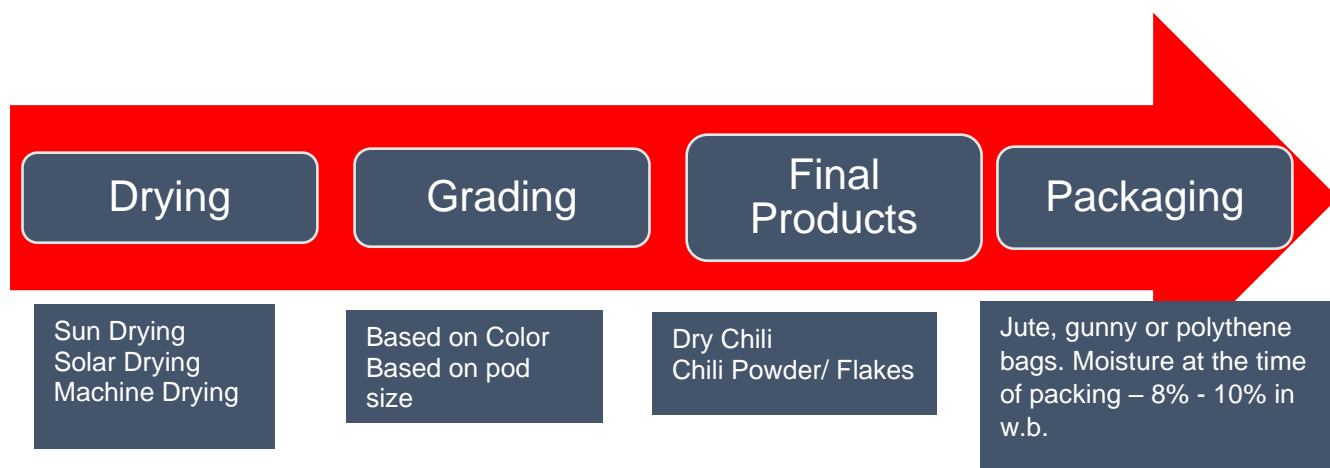 Drying
Grading
Final
Products
Packaging
Sun Drying
Solar Drying
Machine Drying
Based on Color
Based on pod
size
Dry Chili
Chili Powder/ Flakes
Jute, gunny or polythene
bags. Moisture at the time
of packing – 8% - 10% in
w.b.